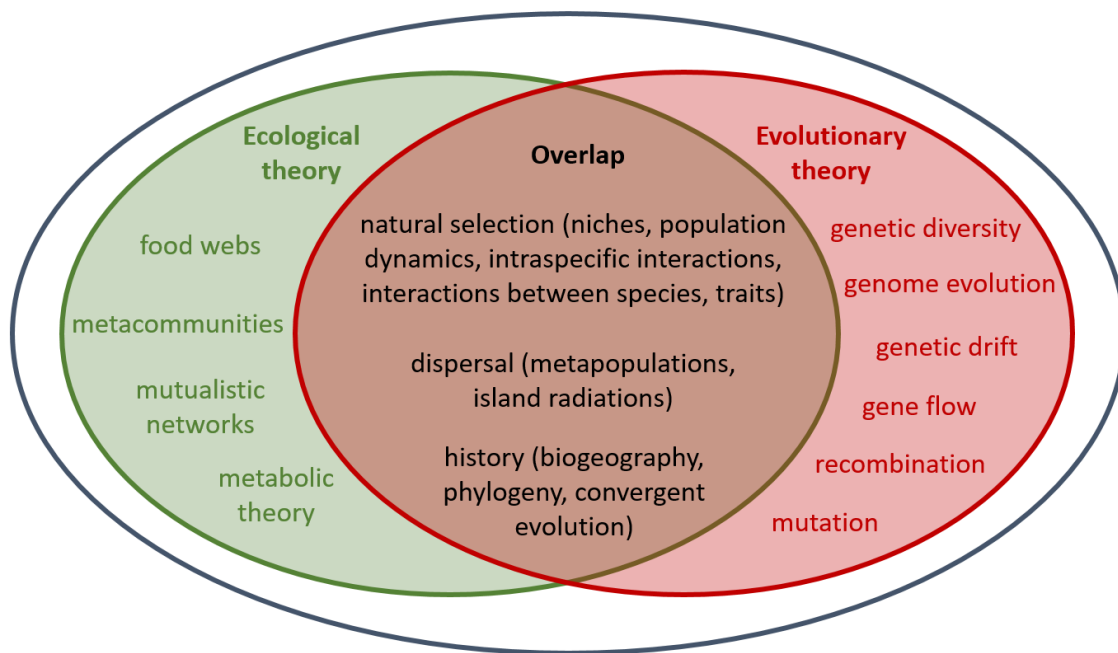 Ecological
theory
food webs
metacommunities
mutualistic
networks
metabolic
theory
Overlap
natural selection (niches, population
dynamics, intraspecific interactions,
interactions between species, traits)
dispersal (metapopulations,
island radiations)
history (biogeography,
phylogeny, convergent
evolution)
Evolutionary
theory
genetic diversity
genome evolution
genetic drift
gene flow
recombination
mutation